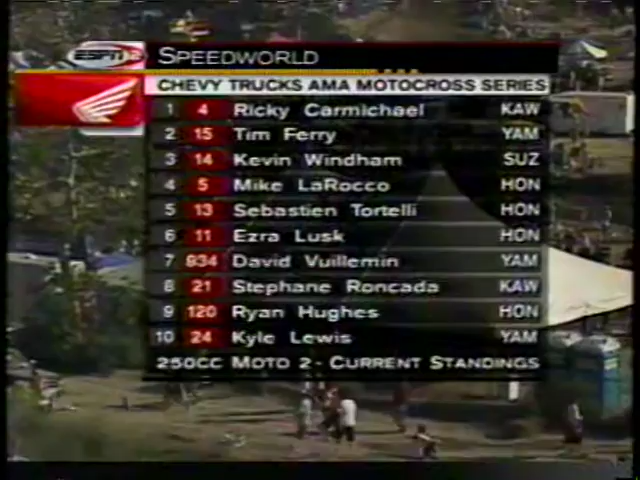 ESPN2 SPEEDWORLD
CHEVY TRUCKS AMA MOTOCROSS SERIES
1 4 Ricky Carmichael KAW
2 15 Tim Ferry YAM
3 14 Kevin Windham SUZ
4 5 Mike LaRocco HON
5 13 Sebastien Tortelli HON
6 11 Ezra Lusk HON
7 934 David Vuillemin YAM
8 21 Stephane Roncada KAW
9 120 Ryan Hughes HON
10 24 Kyle Lewis YAM
250CC MOTO 2 - CURRENT STANDINGS